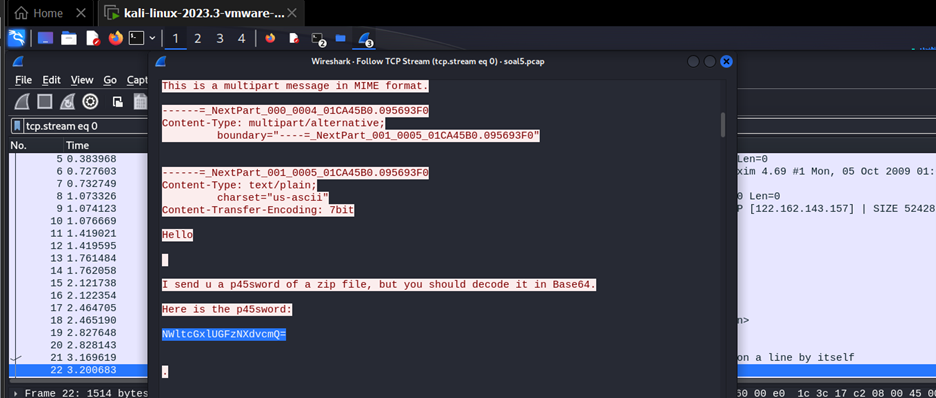 Home
kali-linux-2023.3-vmware-...
1 2 3 4 2 3
Wireshark · Follow TCP Stream (tcp.stream eq 0) · soal5.pcap
File Edit View Go Capt
tcp.stream eq 0
No. Time
5 0.383968
6 0.727603
7 0.732749
8 1.073326
9 1.074123
10 1.076669
11 1.419021
12 1.419595
13 1.761484
14 1.762058
15 2.121738
16 2.122354
17 2.464705
18 2.465190
19 2.827648
20 2.828143
21 3.169619
22 3.200683
This is a multipart message in MIME format.
------=_NextPart_000_0004_01CA45B0.095693F0
Content-Type: multipart/alternative;
boundary="----=_NextPart_001_0005_01CA45B0.095693F0"
------=_NextPart_001_0005_01CA45B0.095693F0
Content-Type: text/plain;
charset="us-ascii"
Content-Transfer-Encoding: 7bit
Hello
I send u a p45sword of a zip file, but you should decode it in Base64.
Here is the p45sword:
NWltcGxlUGFzNXdvcmQ=
.
Len=0
xim 4.69 #1 Mon, 05 Oct 2009 01:
0 Len=0
P [122.162.143.157] | SIZE 52428
n>
on a line by itself
Frame 22: 1514 bytes
60 00 e0 1c 3c 17 c2 08 00 45 00